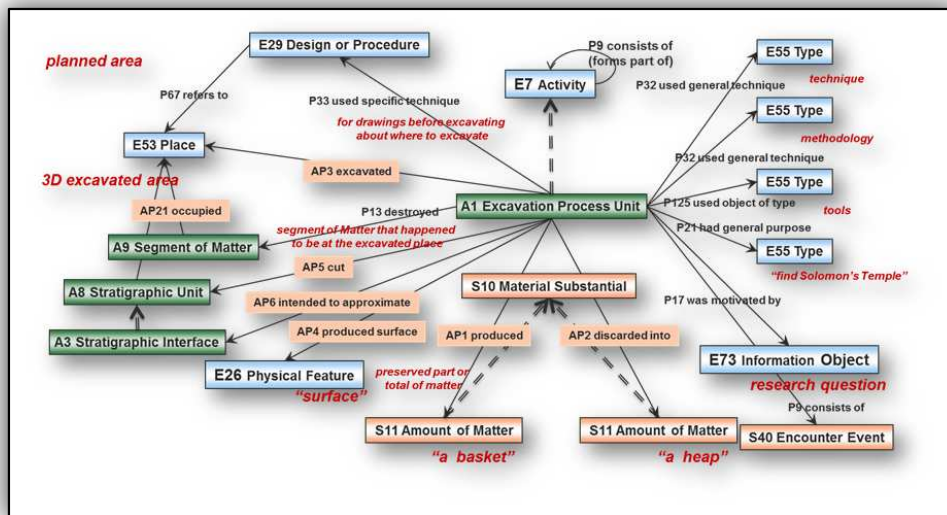 E29 Design or Procedure
planned area
P9 consists of
(forms part of)
E55 Type
E7 Activity
technique
P32 used general technique
P67 refers to
P33 used specific technique
E55 Type
for drawings before excavating
about where to excavate
methodology
E53 Place
P32 used general technique
AP3 excavated
3D excavated area
E55 Type
AP21 occupied
P13 destroyed
A1 Excavation Process Unit
P125 used object of type
tools
segment of Matter that happened
to be at the excavated place
P21 had general purpose
A9 Segment of Matter
E55 Type
AP5 cut
"find Solomon's Temple"
A8 Stratigraphic Unit
S10 Material Substantial
AP6 intended to approximate
P17 was motivated by
AP4 produced surface
AP1 produced
AP2 discarded into
A3 Stratigraphic Interface
E73 Information Object
E26 Physical Feature
preserved part or
total of matter
research question
"surface"
P9 consists of
S11 Amount of Matter
S11 Amount of Matter
S40 Encounter Event
"a basket"
"a heap"